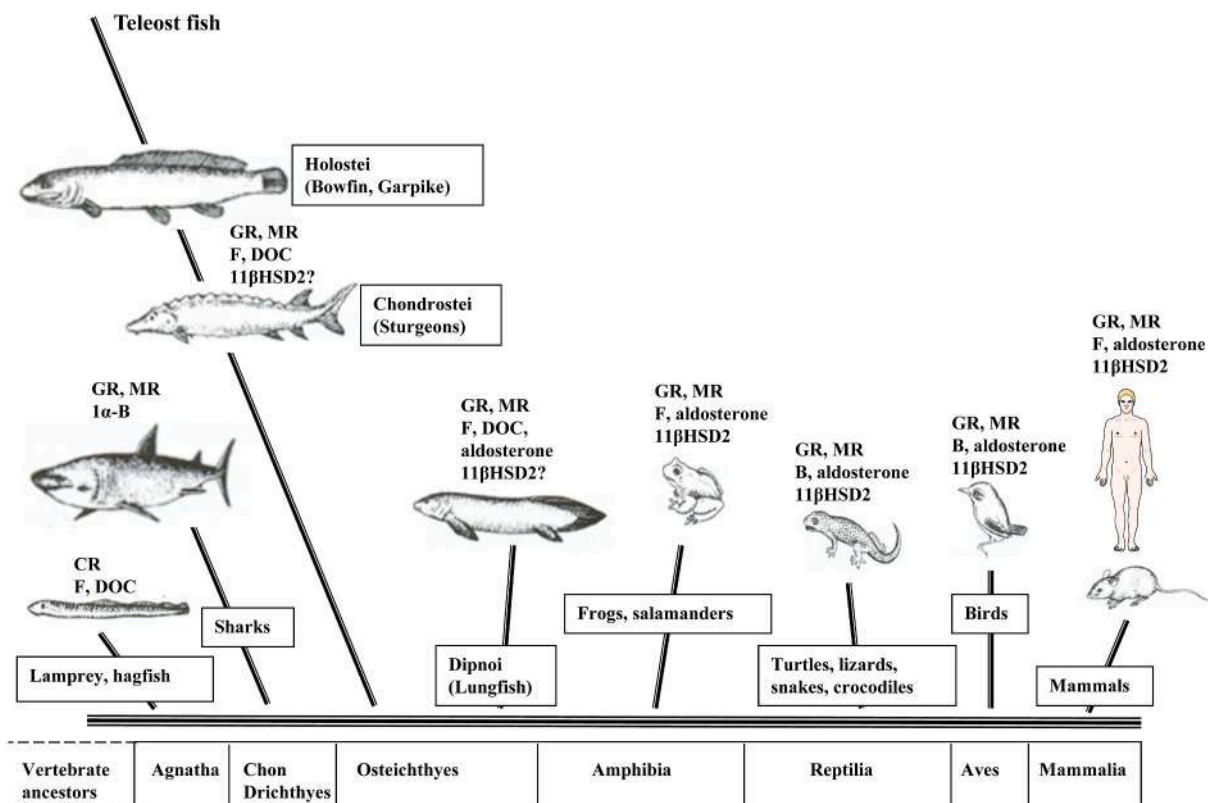 Teleost fish
Holostei
(Bowfin, Garpike)
GR, MR
F, DOC
11βHSD2?
Chondrostei
(Sturgeons)
GR, MR
1α-B
CR
F, DOC
Lamprey, hagfish
Sharks
GR, MR
F, DOC,
aldosterone
11βHSD2?
Dipnoi
(Lungfish)
GR, MR
F, aldosterone
11βHSD2
Frogs, salamanders
GR, MR
B, aldosterone
11βHSD2
Turtles, lizards,
snakes, crocodiles
GR, MR
B, aldosterone
11βHSD2
Birds
GR, MR
F, aldosterone
11βHSD2
Mammals
Vertebrate
ancestors
Agnatha
Chon
Drichthyes
Osteichthyes
Amphibia
Reptilia
Aves
Mammalia